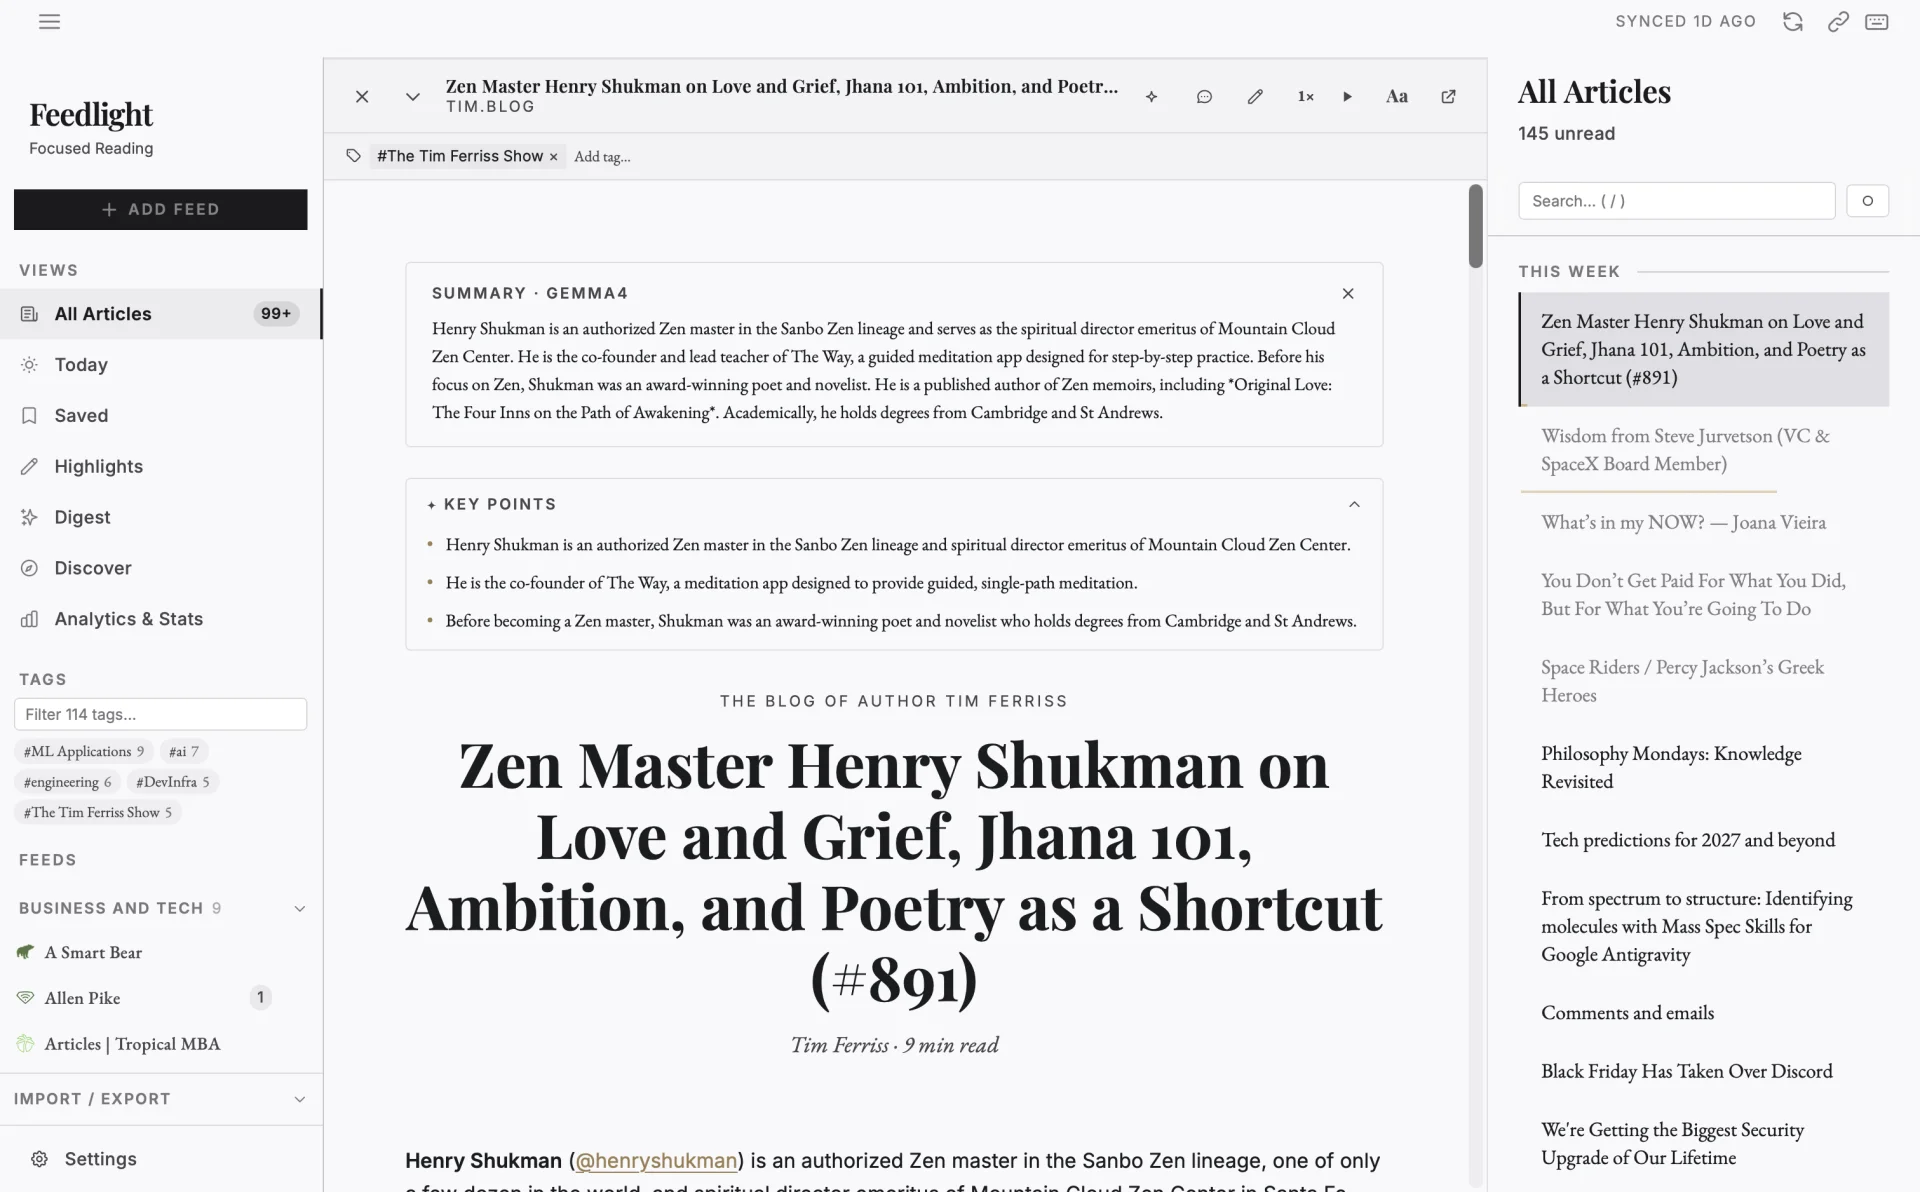 SYNCED 1D AGO
Feedlight
Focused Reading
ADD FEED
VIEWS
All Articles 99+
Today
Saved
Highlights
Digest
Discover
Analytics & Stats
TAGS
Filter 114 tags...
#ML Applications 9 #ai 7
#engineering 6 #DevInfra 5
#The Tim Ferriss Show 5
FEEDS
BUSINESS AND TECH 9
A Smart Bear
Allen Pike 1
Articles | Tropical MBA
IMPORT / EXPORT
Settings
Zen Master Henry Shukman on Love and Grief, Jhana 101, Ambition, and Poetr...
TIM.BLOG
1×
Aa
#The Tim Ferriss Show × Add tag...
SUMMARY · GEMMA4
Henry Shukman is an authorized Zen master in the Sanbo Zen lineage and serves as the spiritual director emeritus of Mountain Cloud
Zen Center. He is the co-founder and lead teacher of The Way, a guided meditation app designed for step-by-step practice. Before his
focus on Zen, Shukman was an award-winning poet and novelist. He is a published author of Zen memoirs, including *Original Love:
The Four Inns on the Path of Awakening*. Academically, he holds degrees from Cambridge and St Andrews.
KEY POINTS
• Henry Shukman is an authorized Zen master in the Sanbo Zen lineage and spiritual director emeritus of Mountain Cloud Zen Center.
• He is the co-founder of The Way, a meditation app designed to provide guided, single-path meditation.
• Before becoming a Zen master, Shukman was an award-winning poet and novelist who holds degrees from Cambridge and St Andrews.
THE BLOG OF AUTHOR TIM FERRISS
Zen Master Henry Shukman on
Love and Grief, Jhana 101,
Ambition, and Poetry as a Shortcut
(#891)
Tim Ferriss · 9 min read
Henry Shukman (@henryshukman) is an authorized Zen master in the Sanbo Zen lineage, one of only
a few dozen in the world, and spiritual director emeritus of Mountain Cloud Zen Center in Santa Fe
All Articles
145 unread
Search... ( / )
THIS WEEK
Zen Master Henry Shukman on Love and
Grief, Jhana 101, Ambition, and Poetry as
a Shortcut (#891)
Wisdom from Steve Jurvetson (VC &
SpaceX Board Member)
What's in my NOW? — Joana Vieira
You Don't Get Paid For What You Did,
But For What You're Going To Do
Space Riders / Percy Jackson's Greek
Heroes
Philosophy Mondays: Knowledge
Revisited
Tech predictions for 2027 and beyond
From spectrum to structure: Identifying
molecules with Mass Spec Skills for
Google Antigravity
Comments and emails
Black Friday Has Taken Over Discord
We're Getting the Biggest Security
Upgrade of Our Lifetime